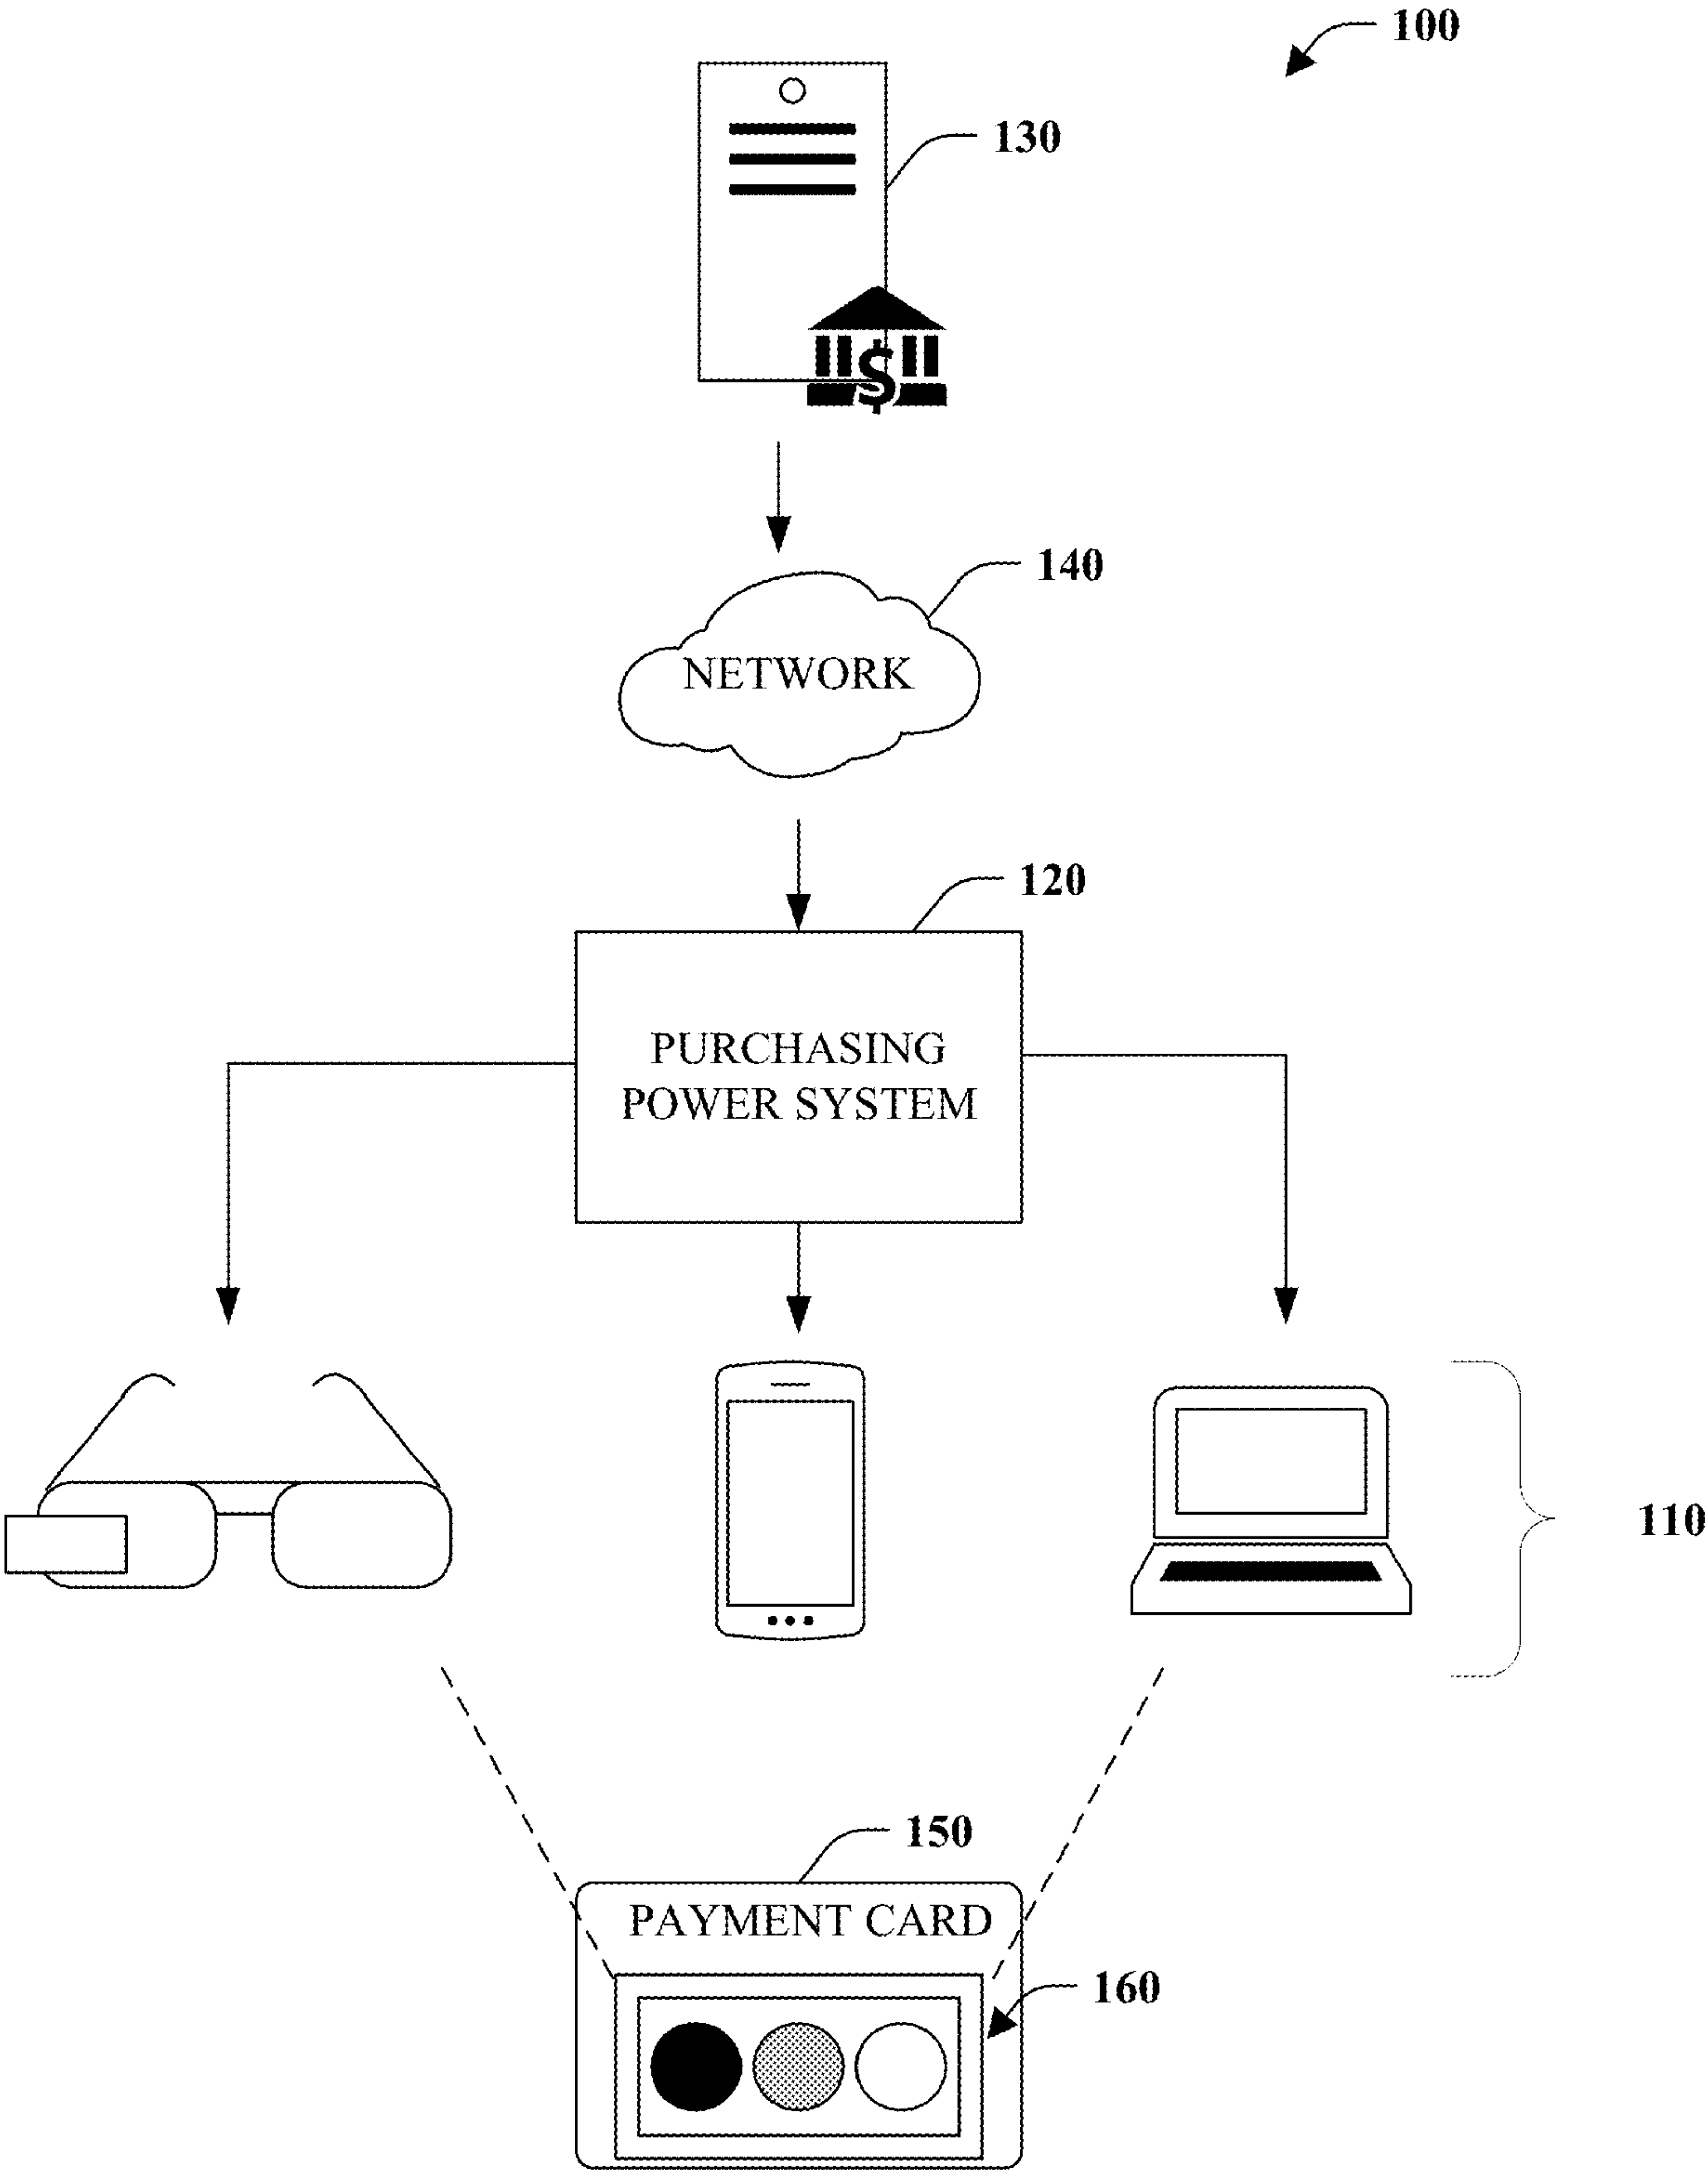 100
130
$
140
NETWORK
120
PURCHASING
POWER SYSTEM
110
150
PAYMENT CARD
160